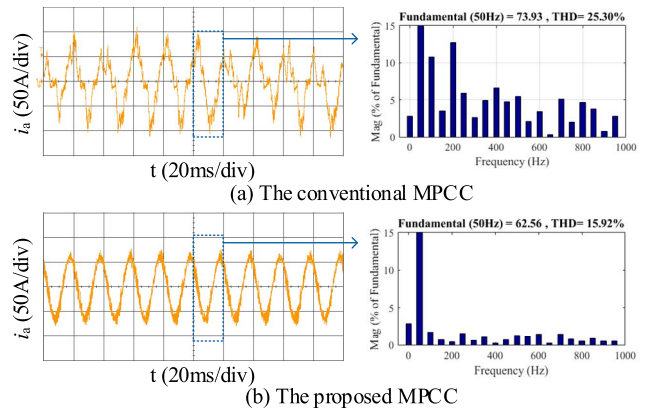 Fundamental (50Hz) = 73.93 , THD= 25.30%
15
10
5
0
Mag (% of Fundamental)
0 200 400 600 800 1000
Frequency (Hz)
iₐ (50A/div)
t (20ms/div)
(a) The conventional MPCC
Fundamental (50Hz) = 62.56 , THD= 15.92%
15
10
5
0
Mag (% of Fundamental)
0 200 400 600 800 1000
Frequency (Hz)
iₐ (50A/div)
t (20ms/div)
(b) The proposed MPCC